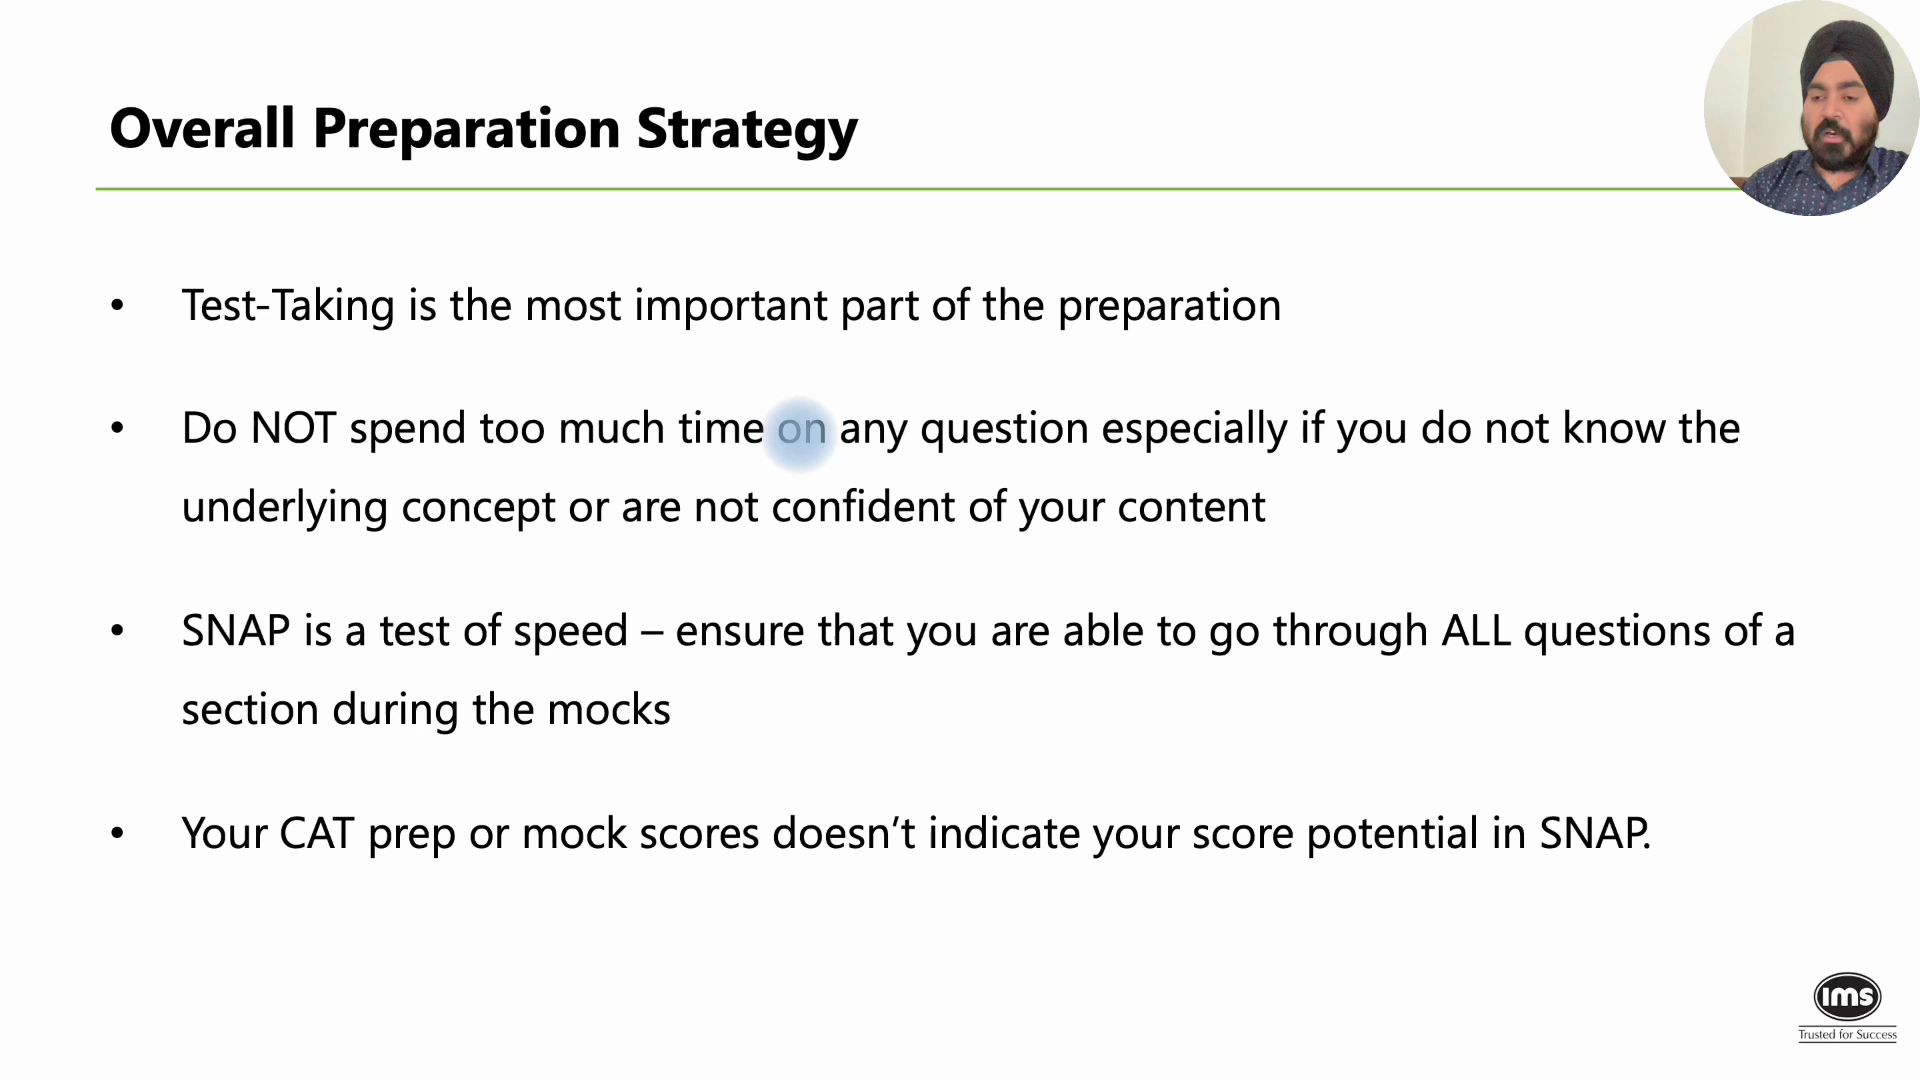 Overall Preparation Strategy
• Test-Taking is the most important part of the preparation
• Do NOT spend too much time on any question especially if you do not know the
underlying concept or are not confident of your content
• SNAP is a test of speed – ensure that you are able to go through ALL questions of a
section during the mocks
• Your CAT prep or mock scores doesn’t indicate your score potential in SNAP.
ims
Trusted for Success